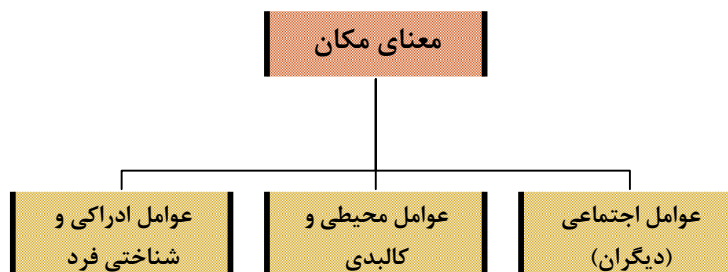 معنای مکان
عوامل اجتماعی
(دیگران)
عوامل محیطی و
کالبدی
عوامل ادراکی و
شناختی فرد